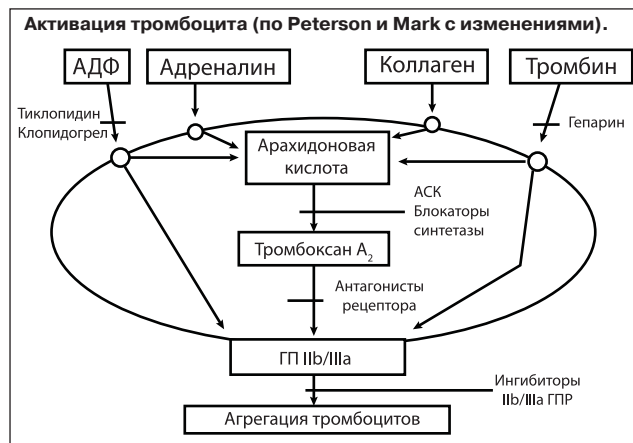 Активация тромбоцита (по Peterson и Mark с изменениями).
АДФ
Адреналин
Коллаген
Тромбин
Тиклопидин
Клопидогрел
Гепарин
Арахидоновая
кислота
АСК
Блокаторы
синтетазы
Тромбоксан A₂
Антагонисты
рецептора
ГП IIb/IIIa
Ингибиторы
IIb/IIIa ГПР
Агрегация тромбоцитов